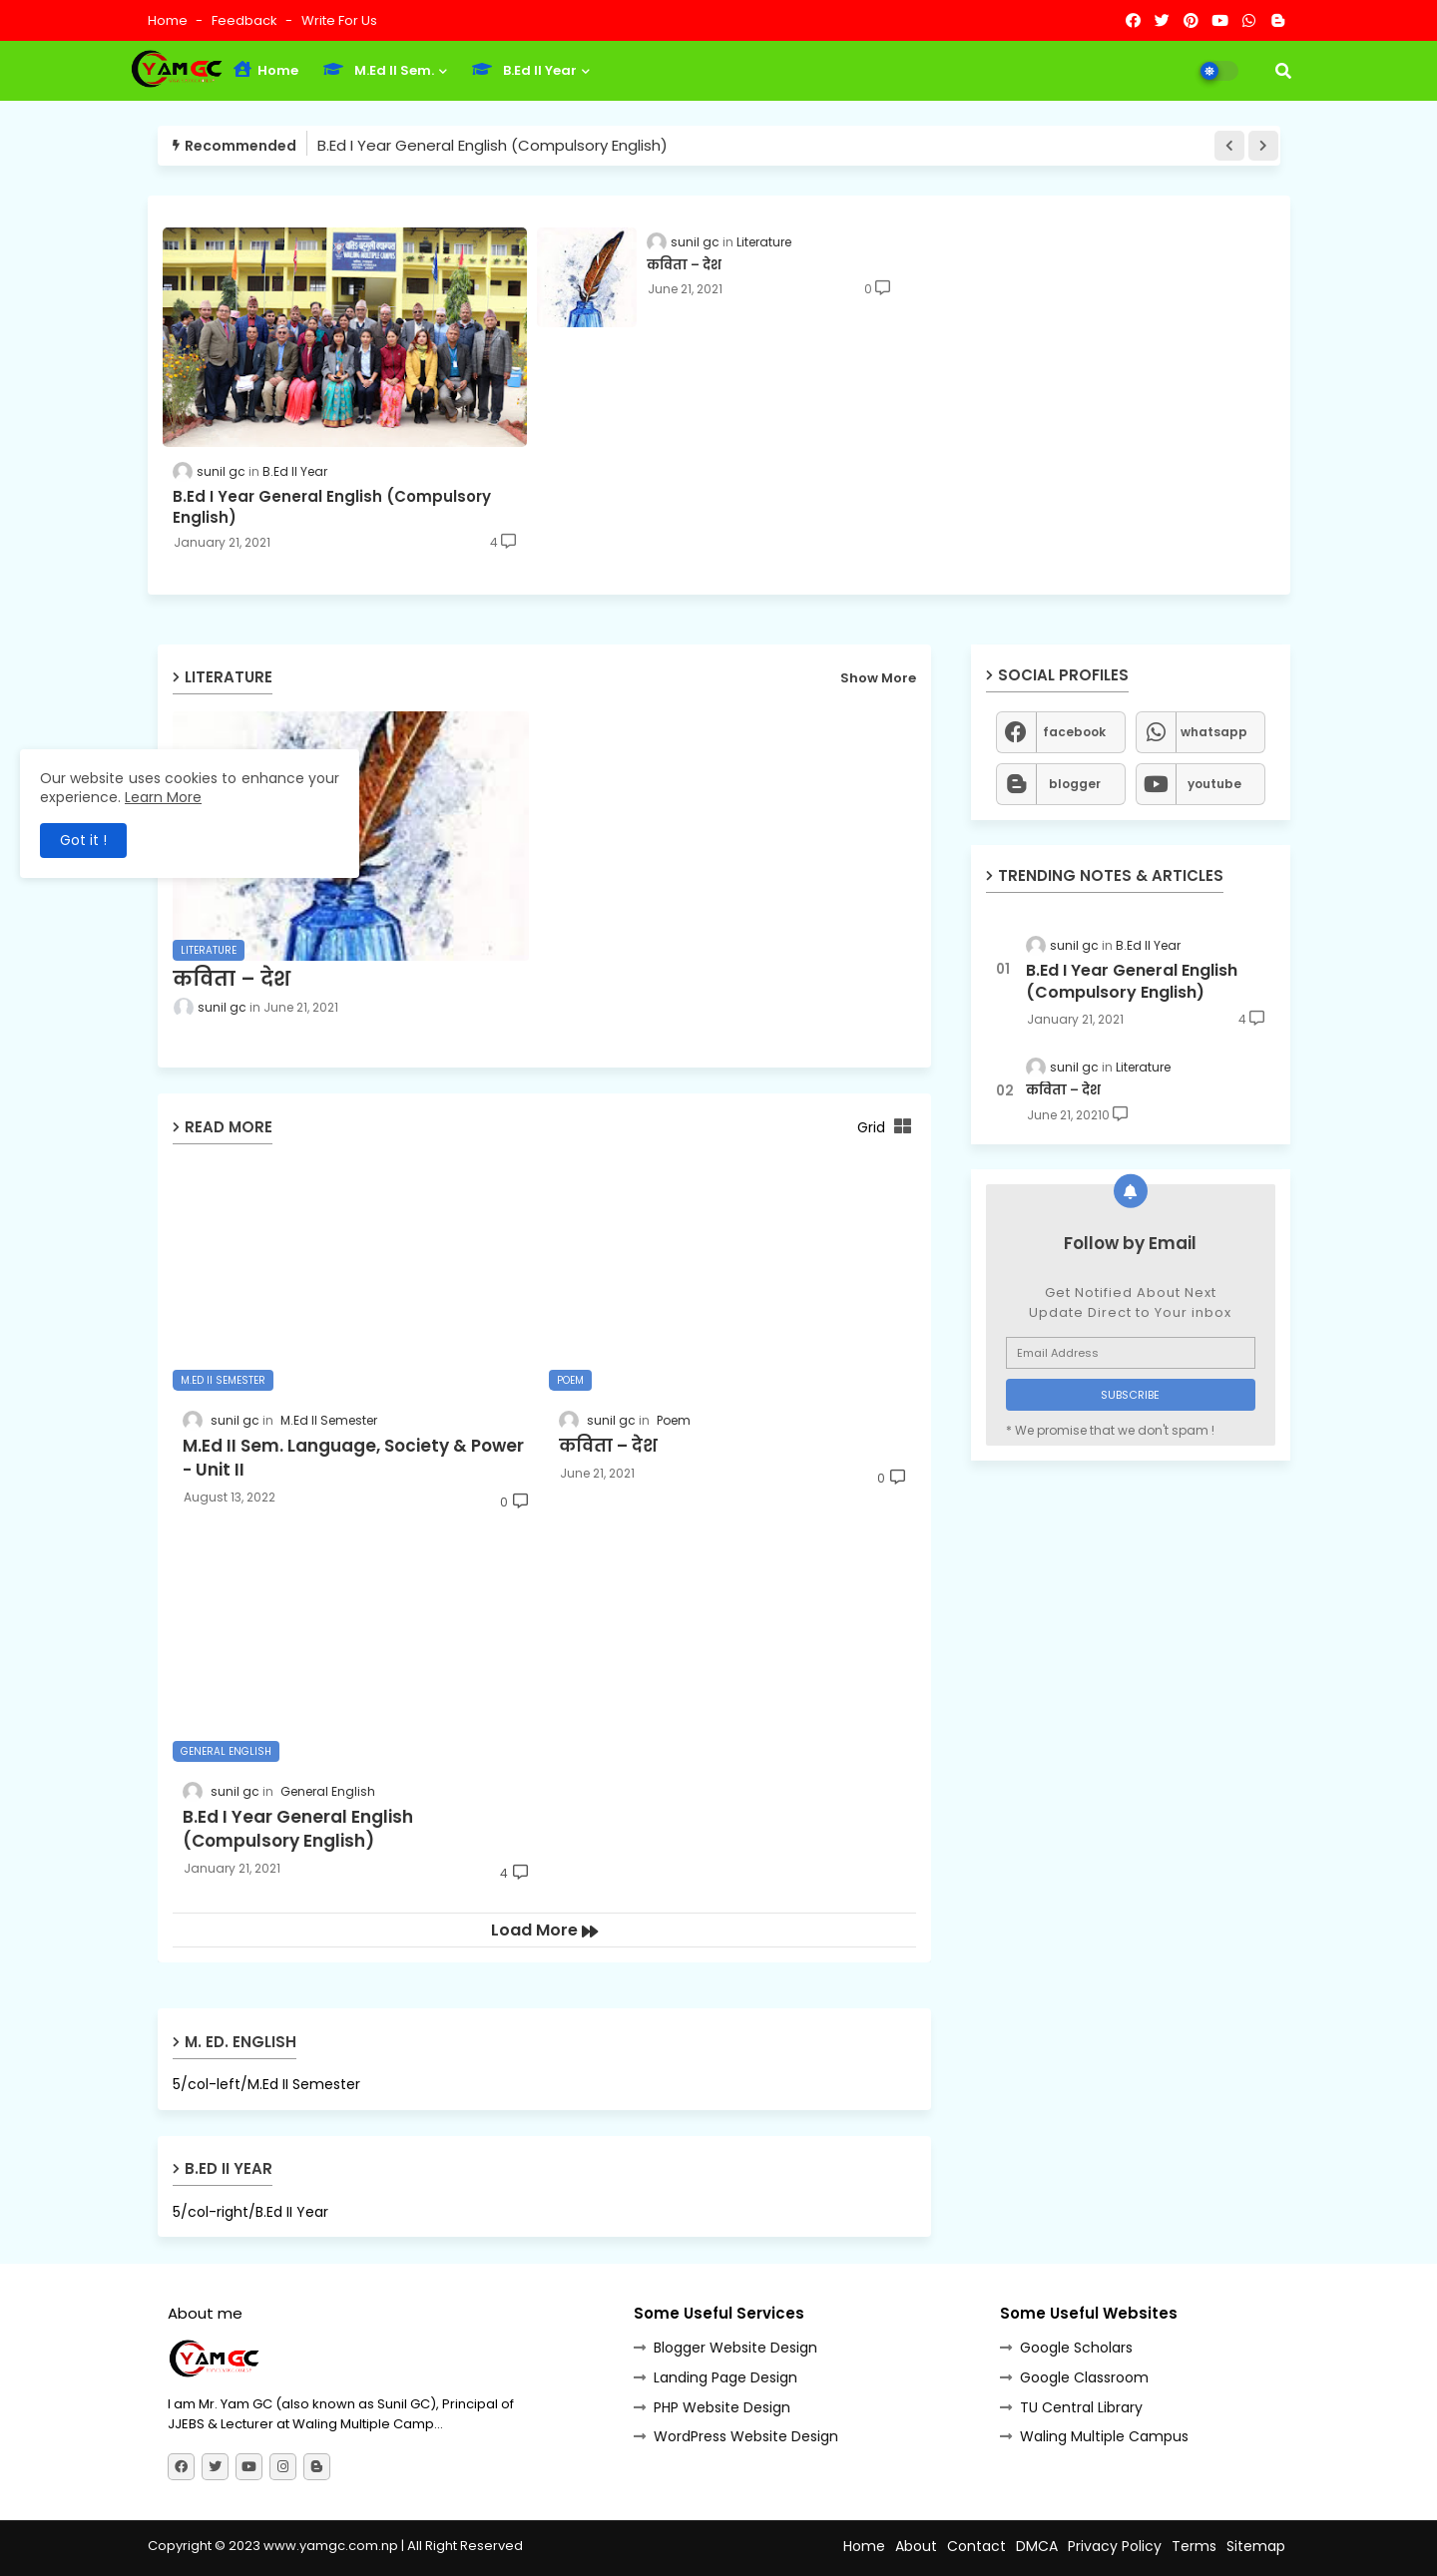 Home - Feedback - Write For Us
YAM GC Home M.Ed II Sem. B.Ed II Year
Recommended B.Ed I Year General English (Compulsory English)
sunil gc in Literature
कविता – देश
June 21, 2021 0
sunil gc in B.Ed II Year
B.Ed I Year General English (Compulsory
English)
January 21, 2021 4
LITERATURE Show More
LITERATURE
कविता – देश
sunil gc in June 21, 2021
Our website uses cookies to enhance your
experience. Learn More
Got it !
READ MORE Grid
M.ED II SEMESTER
sunil gc in M.Ed II Semester
M.Ed II Sem. Language, Society & Power
- Unit II
August 13, 2022 0
POEM
sunil gc in Poem
कविता – देश
June 21, 2021 0
GENERAL ENGLISH
sunil gc in General English
B.Ed I Year General English
(Compulsory English)
January 21, 2021 4
Load More
M. ED. ENGLISH
5/col-left/M.Ed II Semester
B.ED II YEAR
5/col-right/B.Ed II Year
SOCIAL PROFILES
facebook whatsapp
blogger youtube
TRENDING NOTES & ARTICLES
sunil gc in B.Ed II Year
01 B.Ed I Year General English
(Compulsory English)
January 21, 2021 4
sunil gc in Literature
02 कविता – देश
June 21, 20210
Follow by Email
Get Notified About Next
Update Direct to Your inbox
Email Address
SUBSCRIBE
* We promise that we don't spam !
About me
YAM GC
I am Mr. Yam GC (also known as Sunil GC), Principal of
JJEBS & Lecturer at Waling Multiple Camp...
Some Useful Services
Blogger Website Design
Landing Page Design
PHP Website Design
WordPress Website Design
Some Useful Websites
Google Scholars
Google Classroom
TU Central Library
Waling Multiple Campus
Copyright © 2023 www.yamgc.com.np | All Right Reserved
Home About Contact DMCA Privacy Policy Terms Sitemap